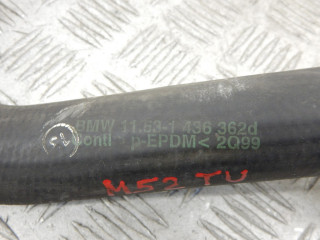 BMW 11.53-1 436 362d
conti >-EPDM< 2Q99
M52 TU